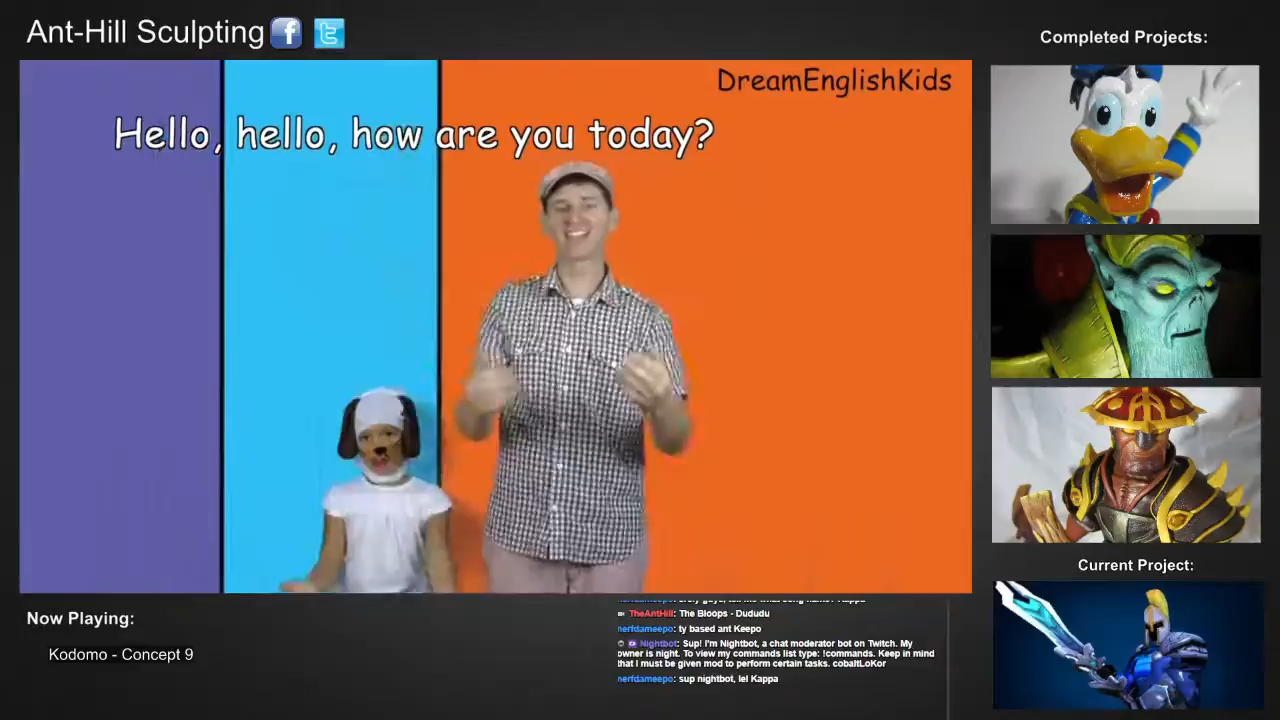 Ant-Hill Sculpting
Completed Projects:
DreamEnglishKids
Hello, hello, how are you today?
Current Project:
Now Playing:
Kodomo - Concept 9
TheAntHill: The Bloops - Dududu
nerfdameepo: ty based ant Keepo
Nightbot: Sup! I'm Nightbot, a chat moderator bot on Twitch. My
owner is night. To view my commands list type: !commands. Keep in mind
that I must be given mod to perform certain tasks. cobaltLoKor
nerfdameepo: sup nightbot, lel Kappa